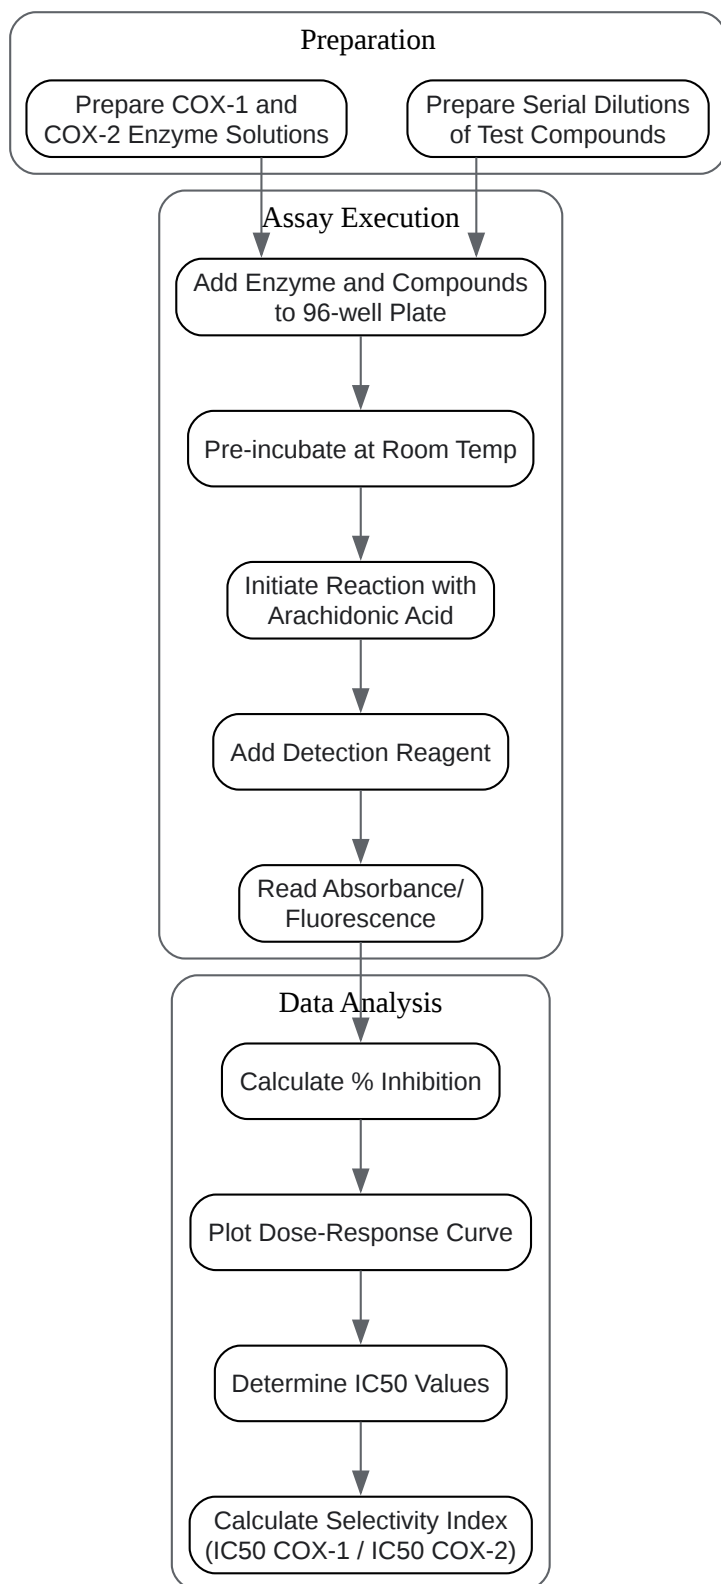 Preparation
Prepare COX-1 and
COX-2 Enzyme Solutions
Prepare Serial Dilutions
of Test Compounds
Assay Execution
Add Enzyme and Compounds
to 96-well Plate
Pre-incubate at Room Temp
Initiate Reaction with
Arachidonic Acid
Add Detection Reagent
Read Absorbance/
Fluorescence
Data Analysis
Calculate % Inhibition
Plot Dose-Response Curve
Determine IC50 Values
Calculate Selectivity Index
(IC50 COX-1 / IC50 COX-2)